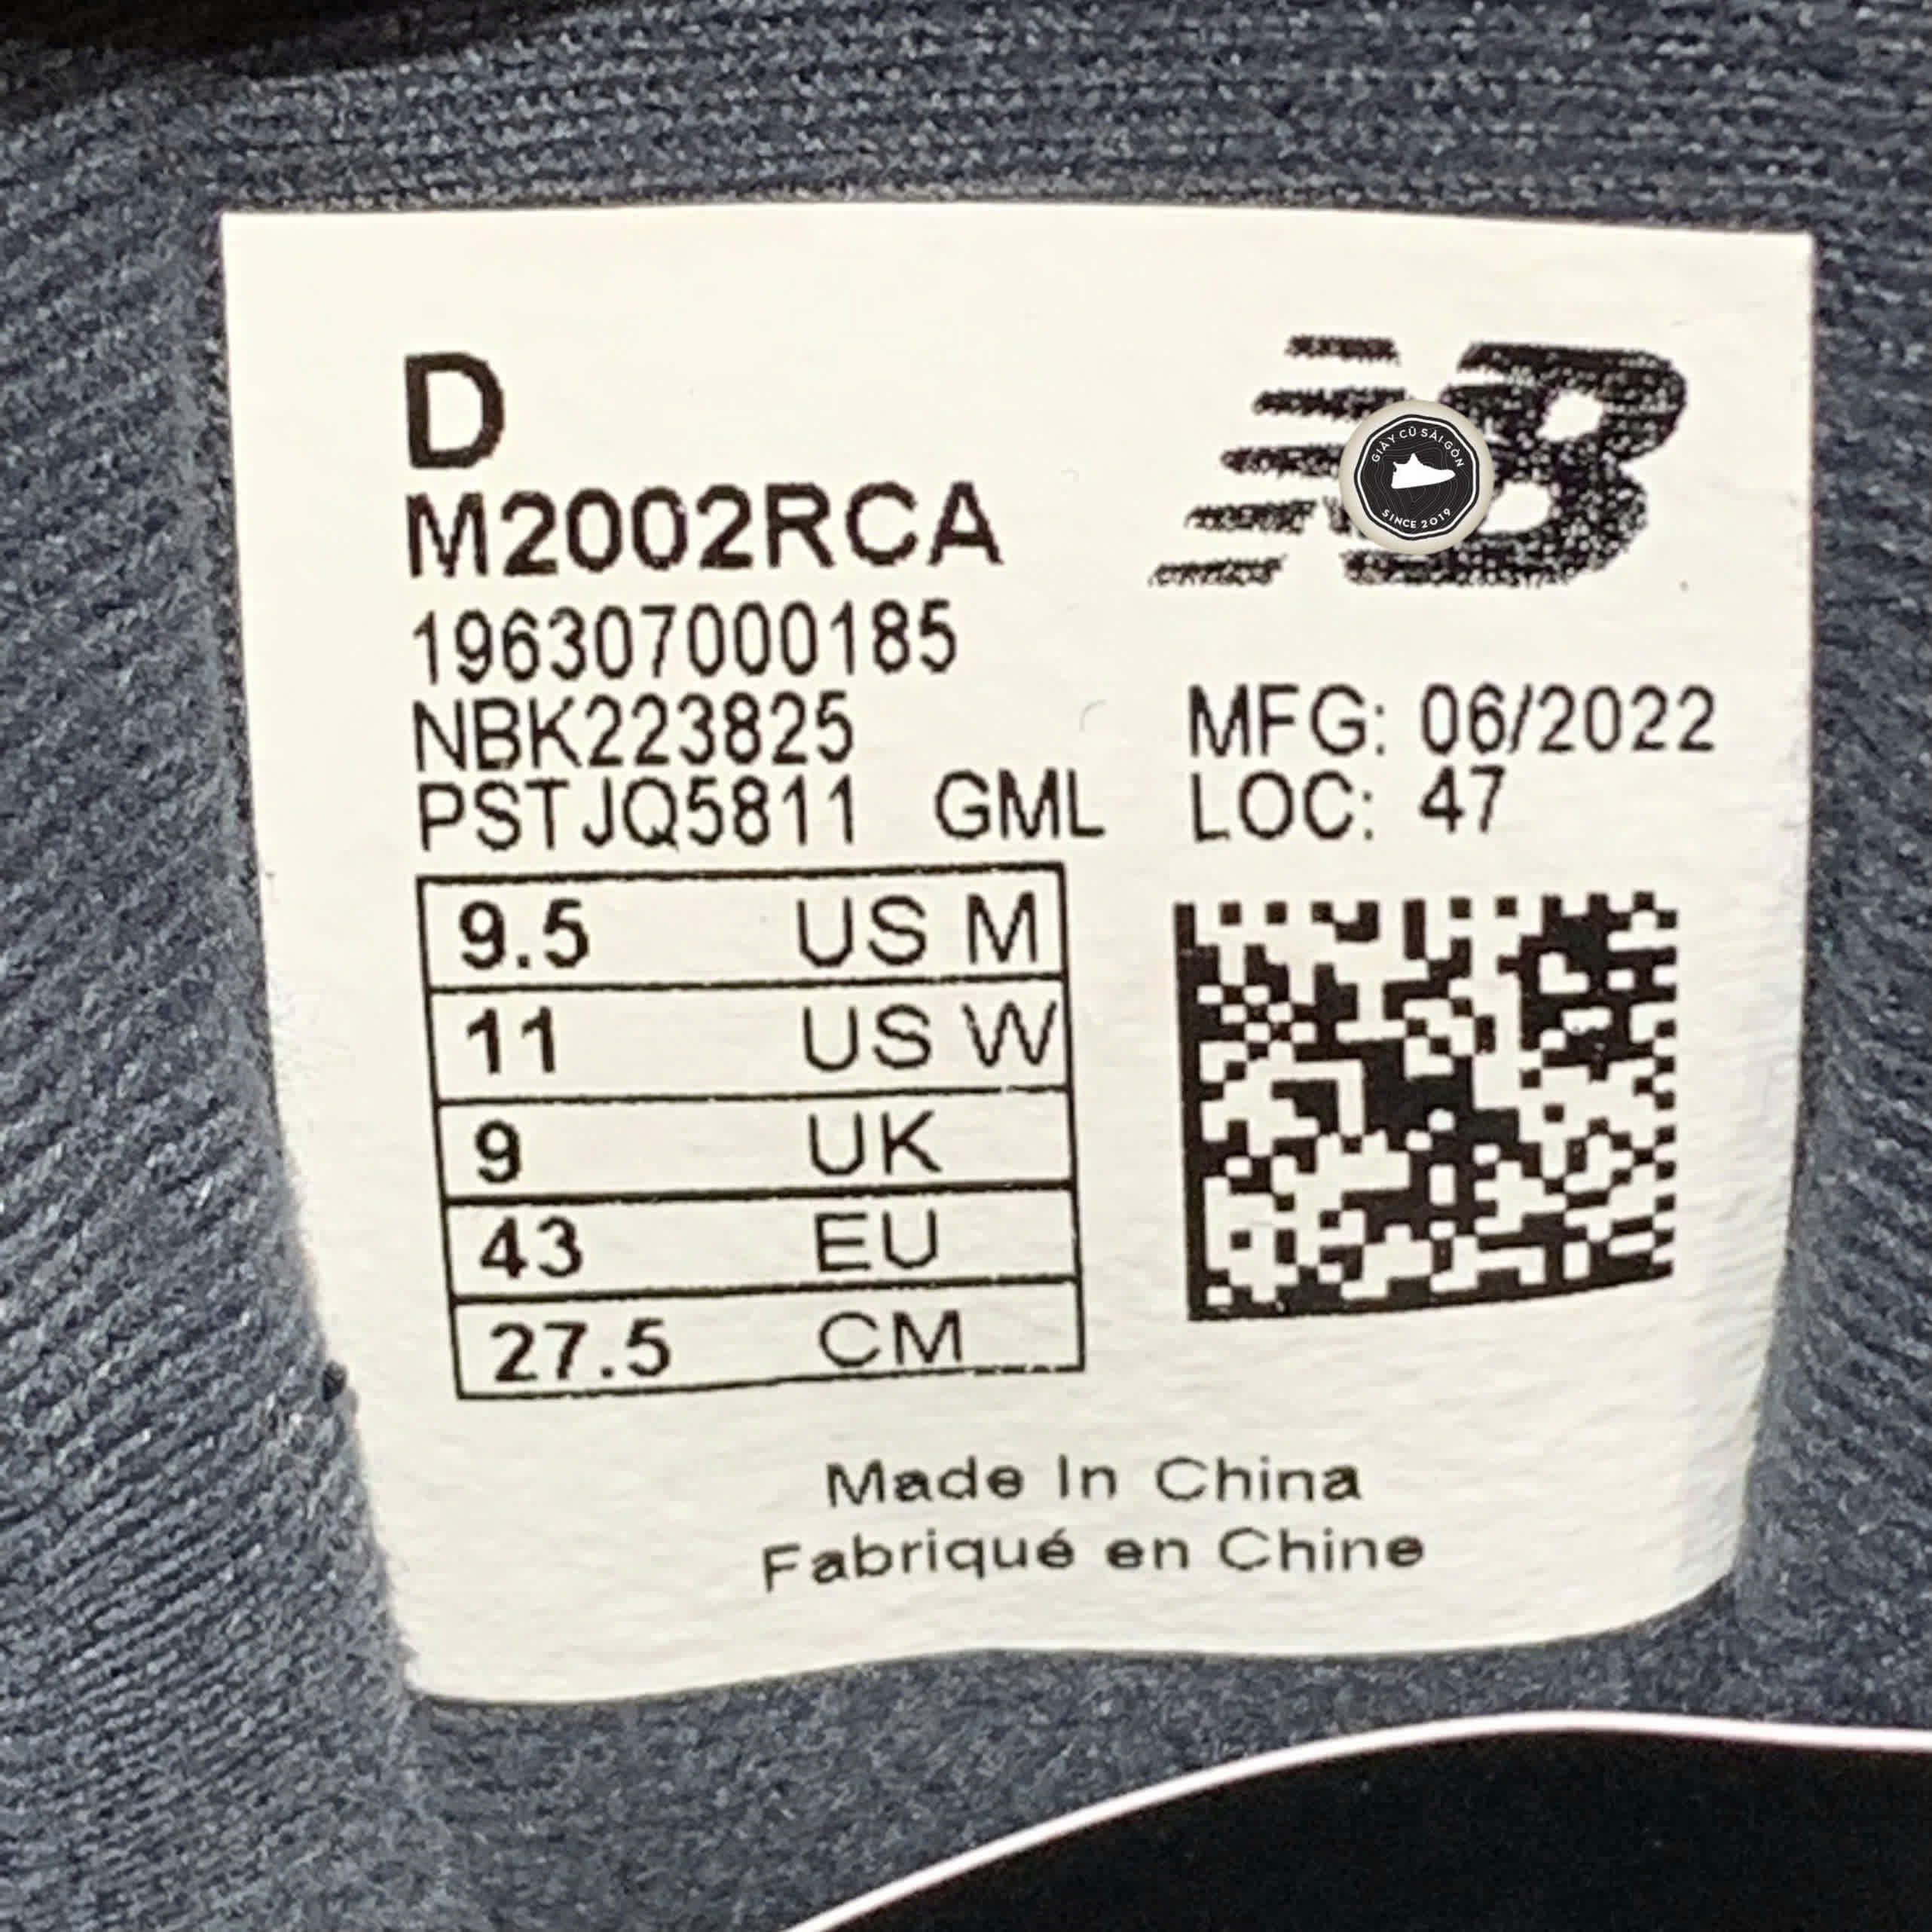 D
M2002RCA
196307000185
NBK223825
PSTJQ5811 GML
NB
GIÀY CŨ SÀI GÒN
SINCE 2019
MFG: 06/2022
LOC: 47
9.5 US M
11 US W
9 UK
43 EU
27.5 CM
Made In China
Fabriqué en Chine